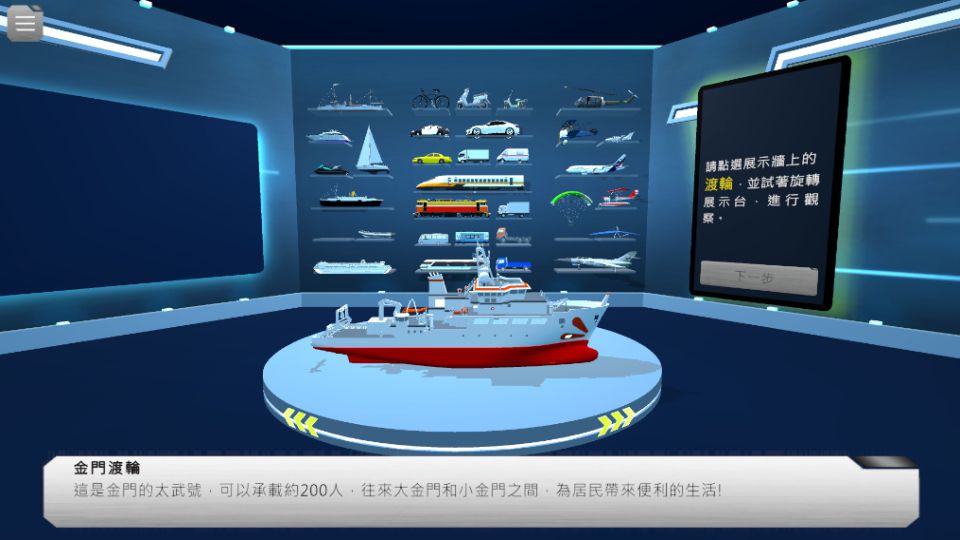 請點選展示牆上的
渡輪，並試著旋轉
展示台，進行觀
察。
下一步
金門渡輪
這是金門的太武號，可以承載約200人，往來大金門和小金門之間，為居民帶來便利的生活!